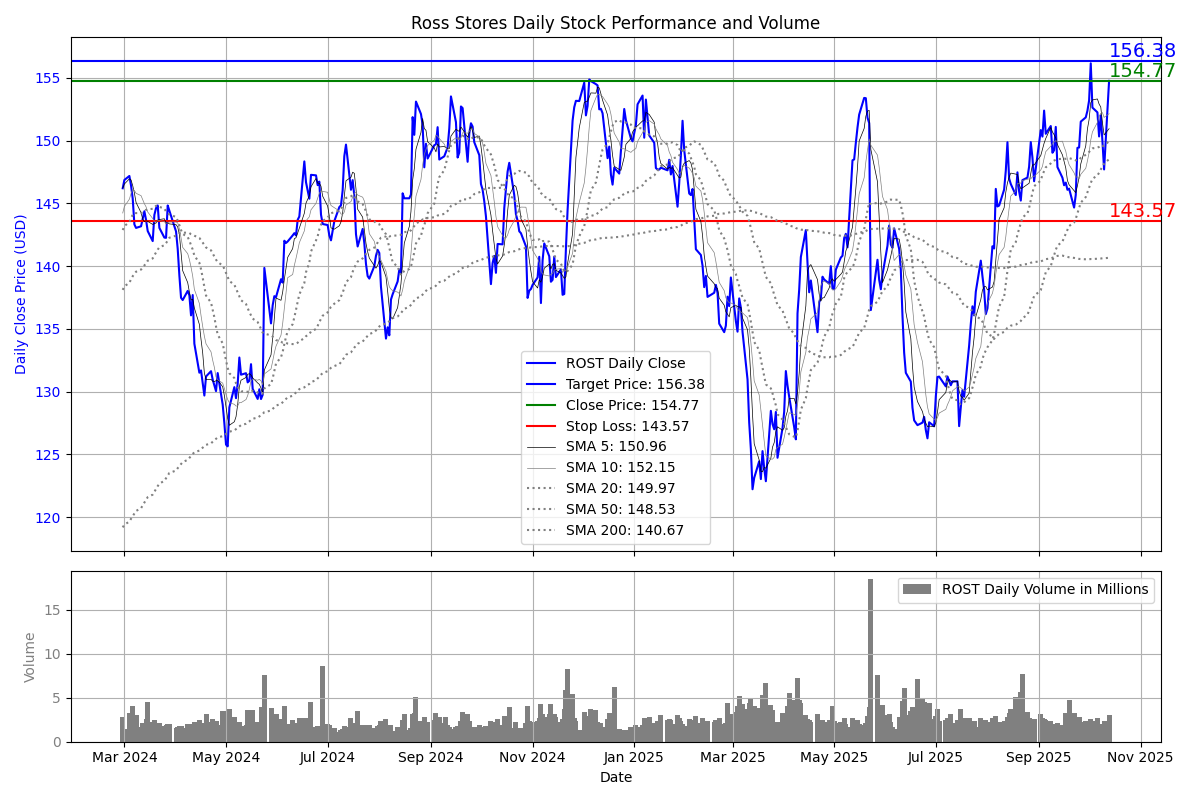 Ross Stores Daily Stock Performance and Volume
156.38
154.77
143.57
155
150
145
140
135
130
125
120
Daily Close Price (USD)
ROST Daily Close
Target Price: 156.38
Close Price: 154.77
Stop Loss: 143.57
SMA 5: 150.96
SMA 10: 152.15
SMA 20: 149.97
SMA 50: 148.53
SMA 200: 140.67
ROST Daily Volume in Millions
15
10
5
0
Volume
Mar 2024 May 2024 Jul 2024 Sep 2024 Nov 2024 Jan 2025 Mar 2025 May 2025 Jul 2025 Sep 2025 Nov 2025
Date